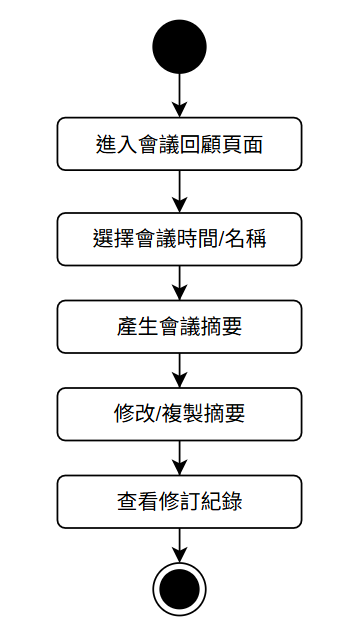 進入會議回顧頁面
選擇會議時間/名稱
產生會議摘要
修改/複製摘要
查看修訂紀錄